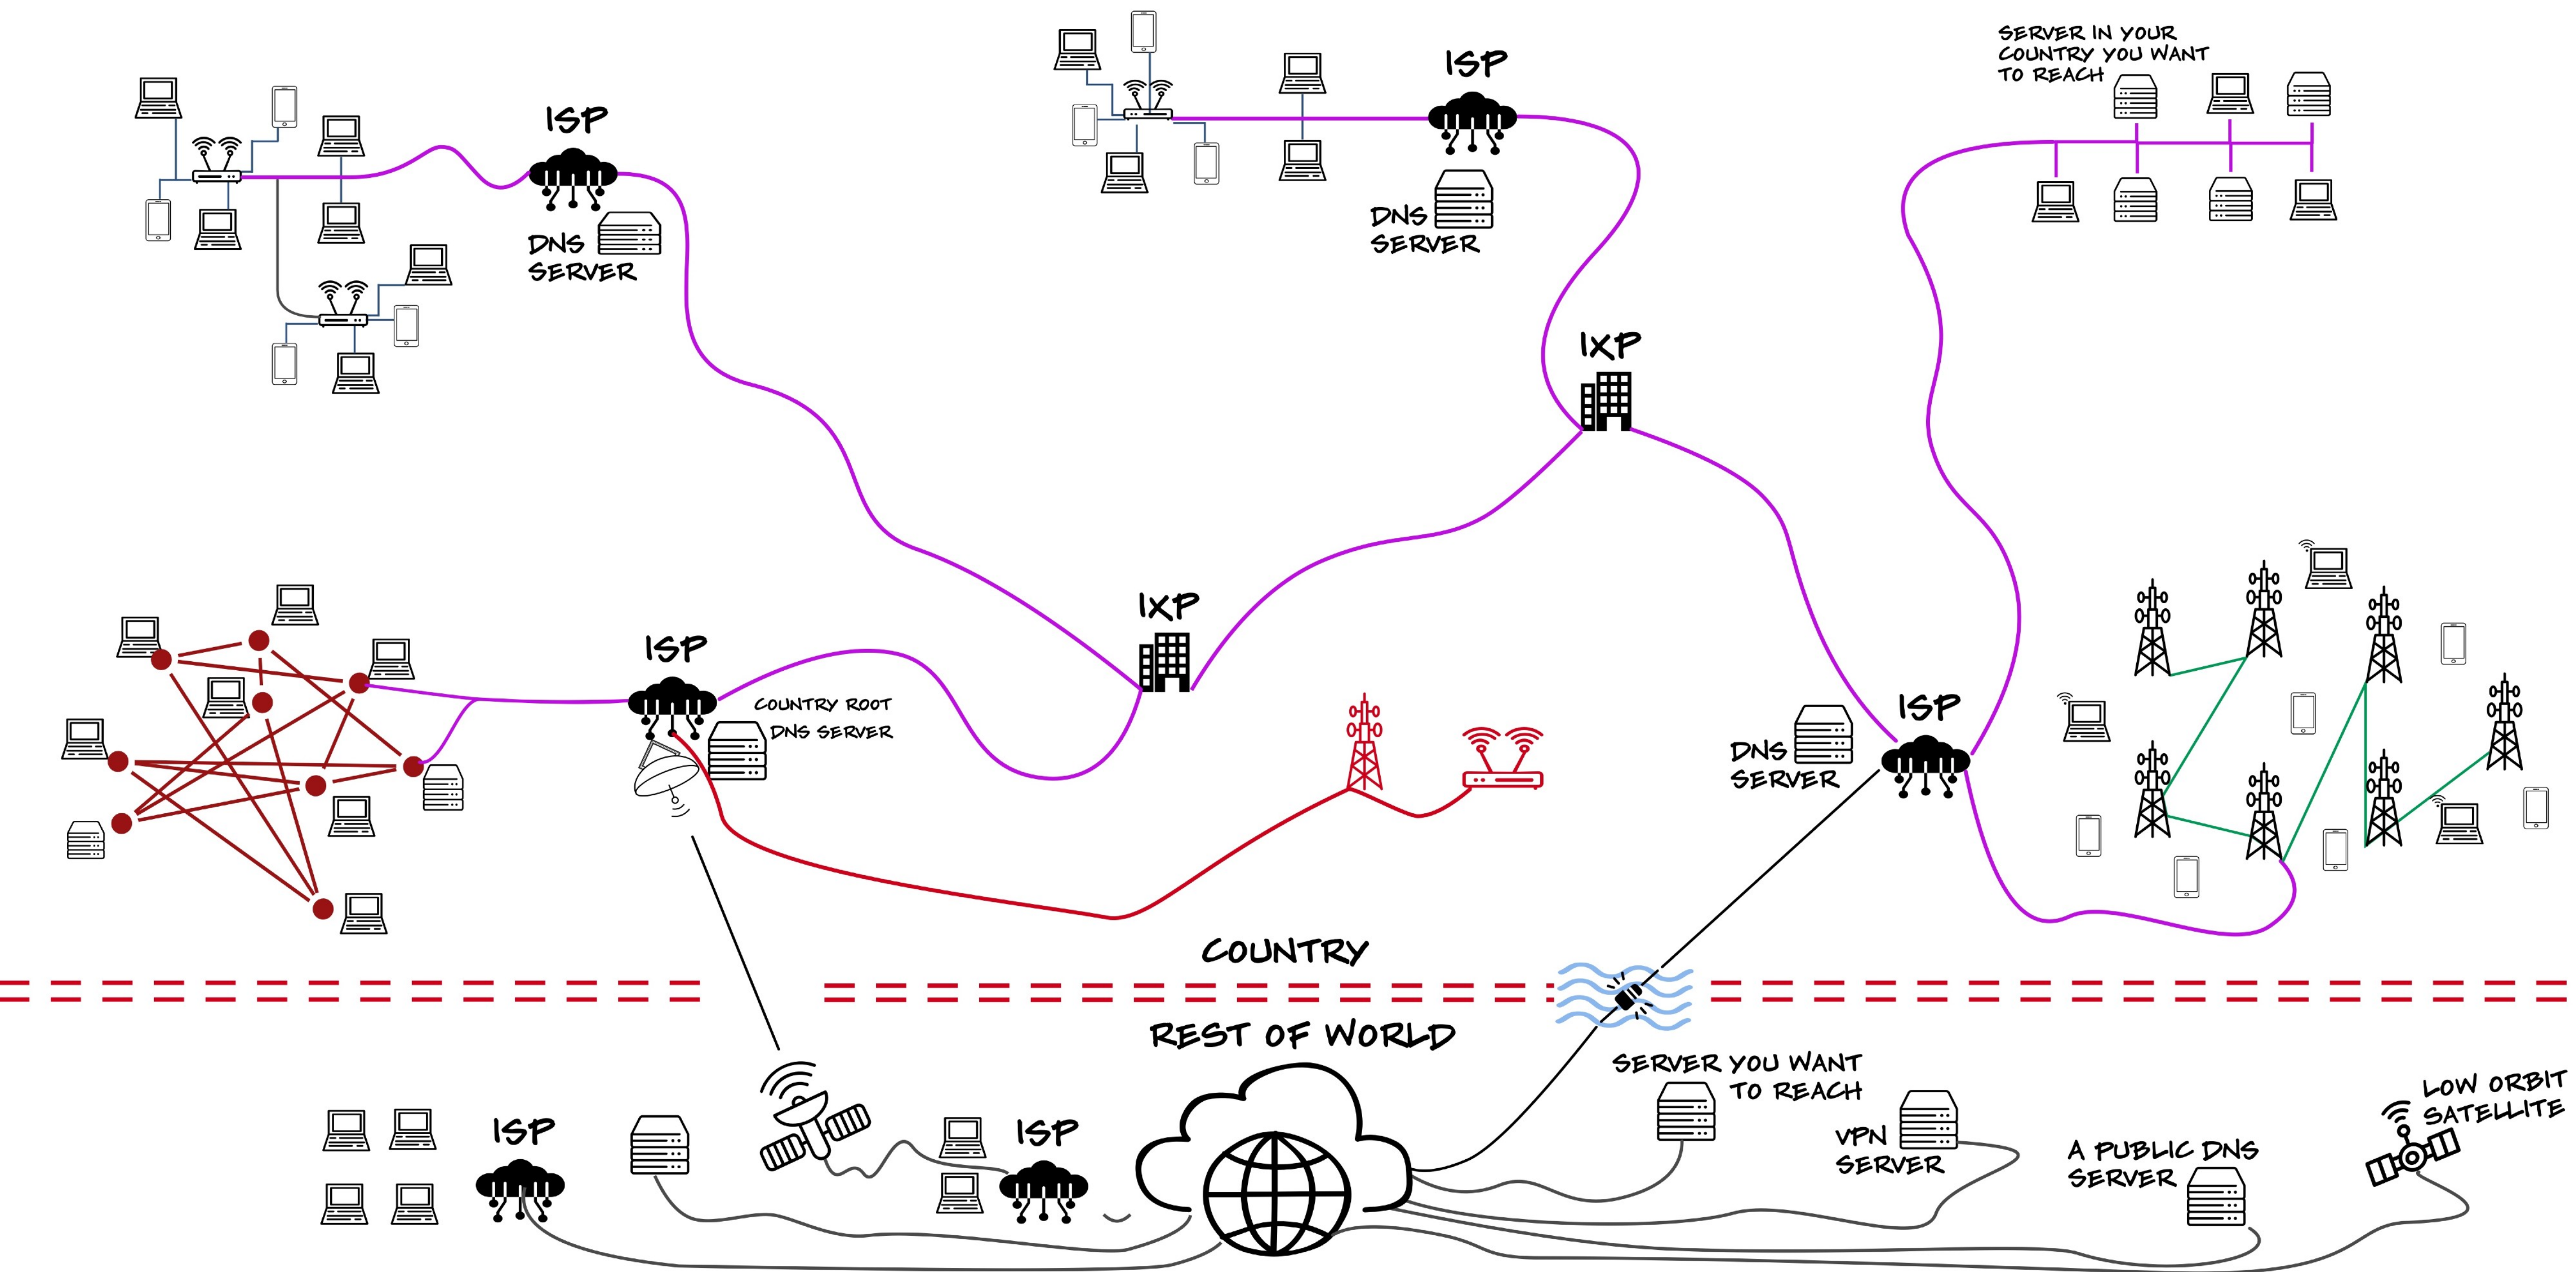 ISP
DNS
SERVER
ISP
DNS
SERVER
SERVER IN YOUR
COUNTRY YOU WANT
TO REACH
IXP
IXP
ISP
COUNTRY ROOT
DNS SERVER
ISP
DNS
SERVER
COUNTRY
REST OF WORLD
ISP
ISP
SERVER YOU WANT
TO REACH
VPN
SERVER
A PUBLIC DNS
SERVER
LOW ORBIT
SATELLITE